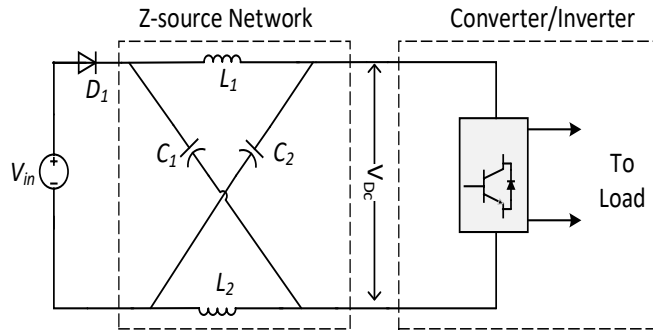 Z-source Network
Converter/Inverter
D1
L1
C1
C2
Vin
+
−
VDc
To
Load
L2